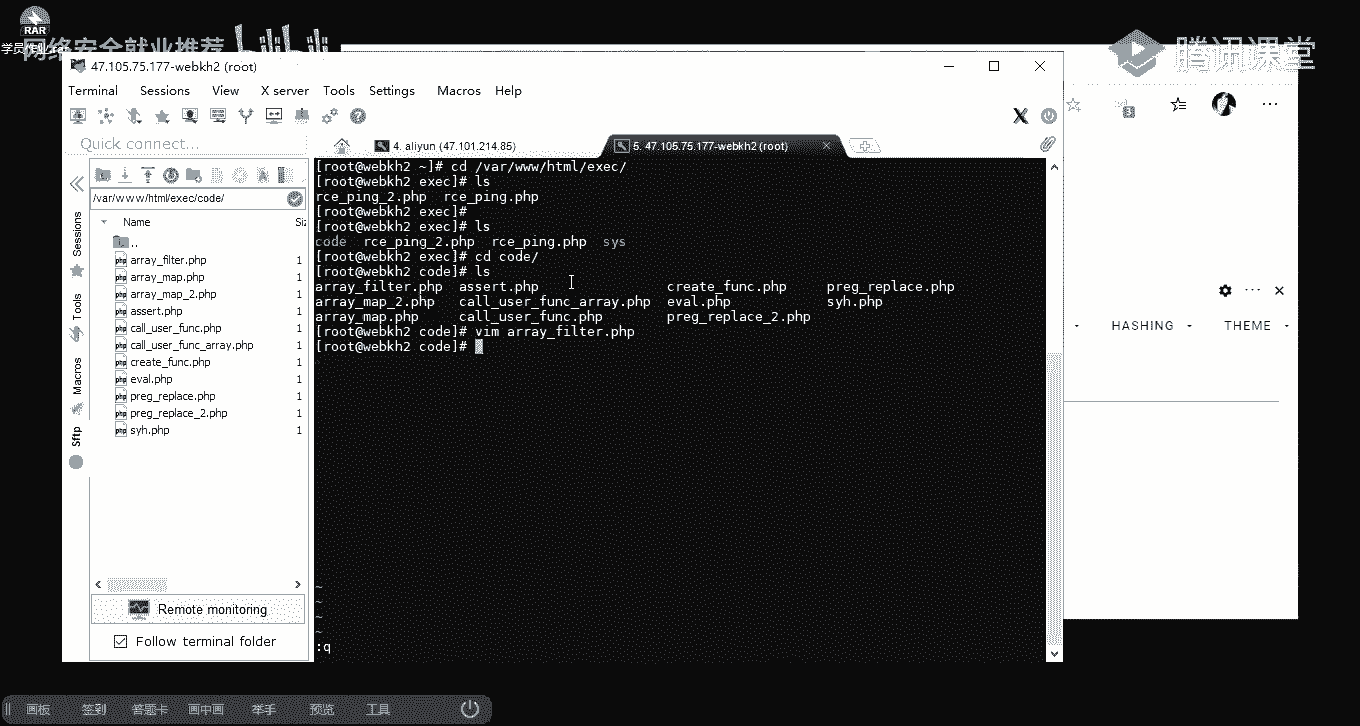 RAR
学员作业.rar
网络安全就业推荐
腾讯课堂
47.105.75.177-webkh2 (root)
Terminal Sessions View X server Tools Settings Macros Help
Quick connect...
4. aliyun (47.101.214.85)
5. 47.105.75.177-webkh2 (root)
/var/www/html/exec/code/
Name Siz
..
array_filter.php 1
array_map.php 1
array_map_2.php 1
assert.php 1
call_user_func.php 1
call_user_func_array.php 1
create_func.php 1
eval.php 1
preg_replace.php 1
preg_replace_2.php 1
syh.php 1
Sessions
Tools
Macros
Sftp
Remote monitoring
Follow terminal folder
[root@webkh2 ~]# cd /var/www/html/exec/
[root@webkh2 exec]# ls
rce_ping_2.php rce_ping.php
[root@webkh2 exec]#
[root@webkh2 exec]# ls
code rce_ping_2.php rce_ping.php sys
[root@webkh2 exec]# cd code/
[root@webkh2 code]# ls
array_filter.php assert.php create_func.php preg_replace.php
array_map_2.php call_user_func_array.php eval.php syh.php
array_map.php call_user_func.php preg_replace_2.php
[root@webkh2 code]# vim array_filter.php
[root@webkh2 code]#
~
~
~
~
:q
HASHING THEME
画板 签到 答题卡 画中画 举手 预览 工具